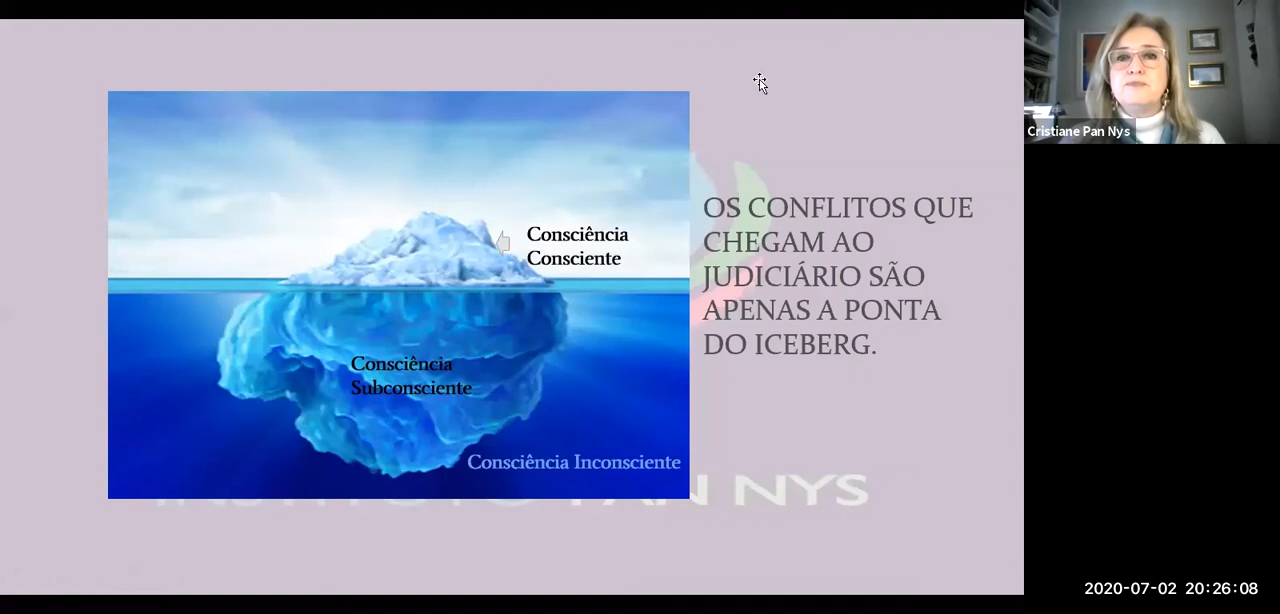 Cristiane Pan Nys
Consciência
Consciente
Consciência
Subconsciente
Consciência Inconsciente
OS CONFLITOS QUE
CHEGAM AO
JUDICIÁRIO SÃO
APENAS A PONTA
DO ICEBERG.
NYS
2020-07-02 20:26:08